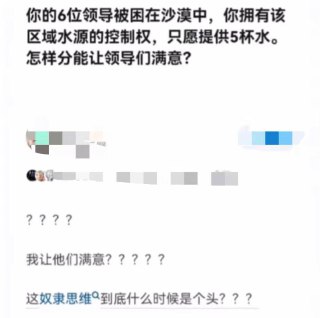 你的6位领导被困在沙漠中，你拥有该
区域水源的控制权，只愿提供5杯水。
怎样分能让领导们满意？
？？？？
我让他们满意？？？？？
这奴隶思维到底什么时候是个头？？？